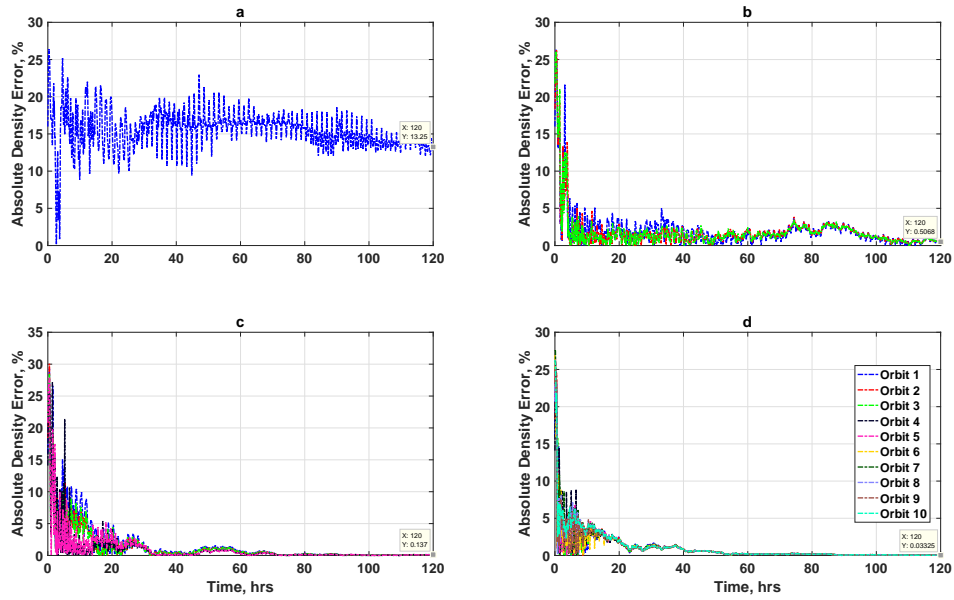 a
Absolute Density Error, %
30
25
20
15
10
5
0
0 20 40 60 80 100 120
X: 120
Y: 13.25
b
Absolute Density Error, %
30
25
20
15
10
5
0
0 20 40 60 80 100 120
X: 120
Y: 0.5068
c
Absolute Density Error, %
35
30
25
20
15
10
5
0
0 20 40 60 80 100 120
Time, hrs
X: 120
Y: 0.137
d
Absolute Density Error, %
30
25
20
15
10
5
0
0 20 40 60 80 100 120
Time, hrs
Orbit 1
Orbit 2
Orbit 3
Orbit 4
Orbit 5
Orbit 6
Orbit 7
Orbit 8
Orbit 9
Orbit 10
X: 120
Y: 0.03325